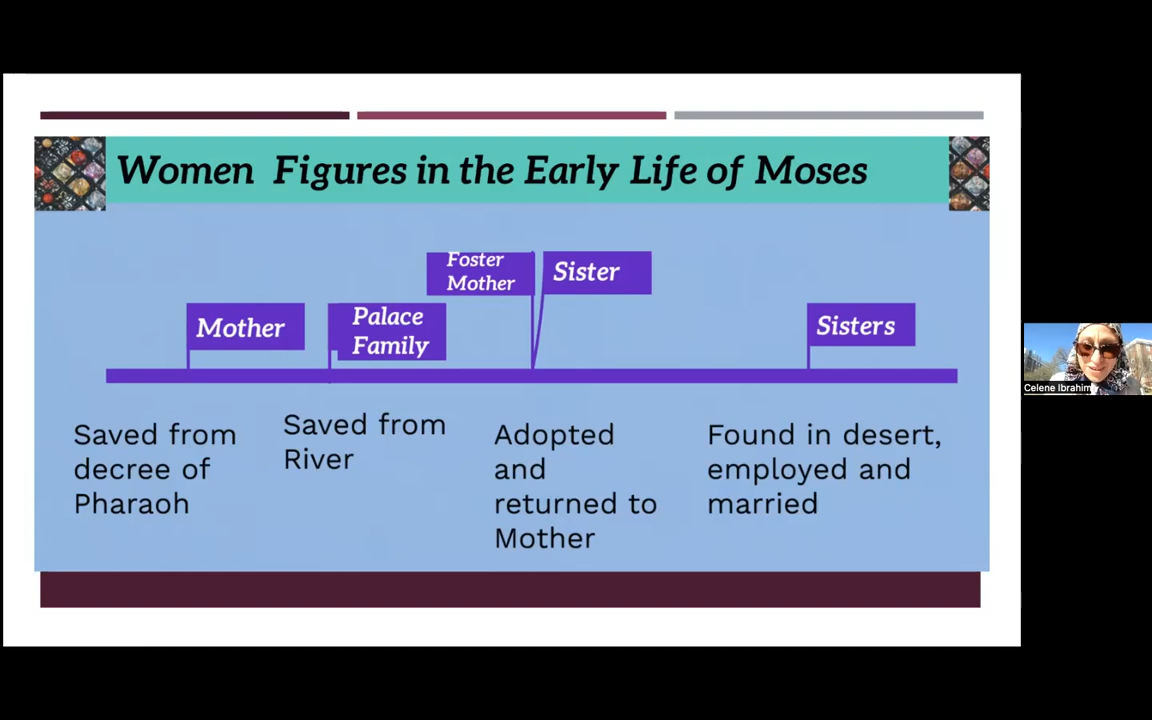 Women Figures in the Early Life of Moses
Foster
Mother
Sister
Mother
Palace
Family
Sisters
Saved from
decree of
Pharaoh
Saved from
River
Adopted
and
returned to
Mother
Found in desert,
employed and
married
Celene Ibrahim